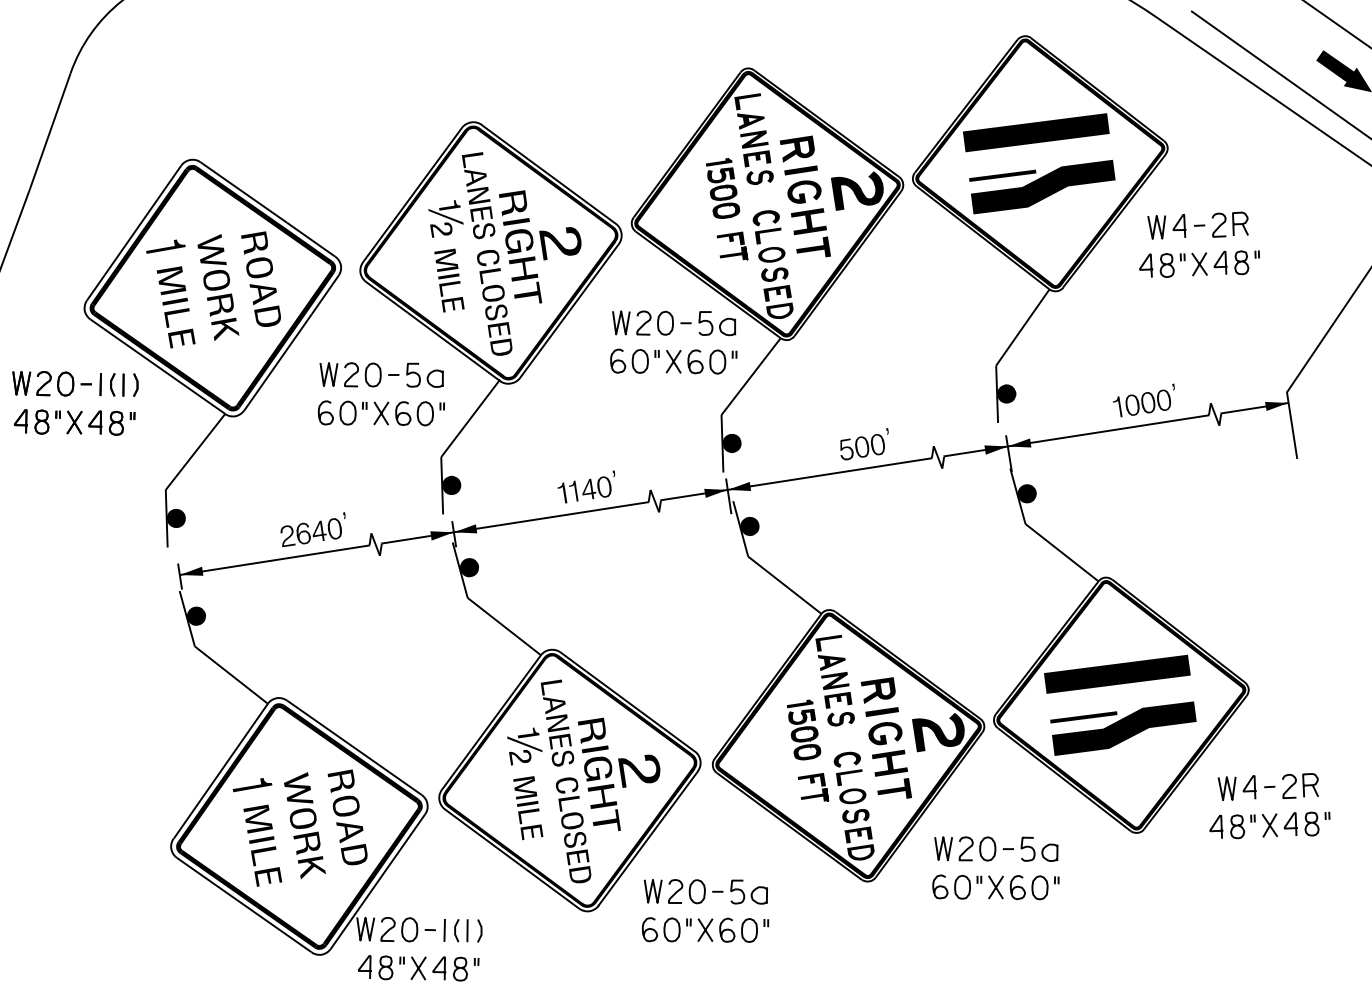 ROAD
WORK
1 MILE
W20-1(1)
48"X48"
2
RIGHT
LANES CLOSED
1/2 MILE
W20-5a
60"X60"
2
RIGHT
LANES CLOSED
1500 FT
W20-5a
60"X60"
W4-2R
48"X48"
2640'
1140'
500'
1000'
ROAD
WORK
1 MILE
W20-1(1)
48"X48"
2
RIGHT
LANES CLOSED
1/2 MILE
W20-5a
60"X60"
2
RIGHT
LANES CLOSED
1500 FT
W20-5a
60"X60"
W4-2R
48"X48"